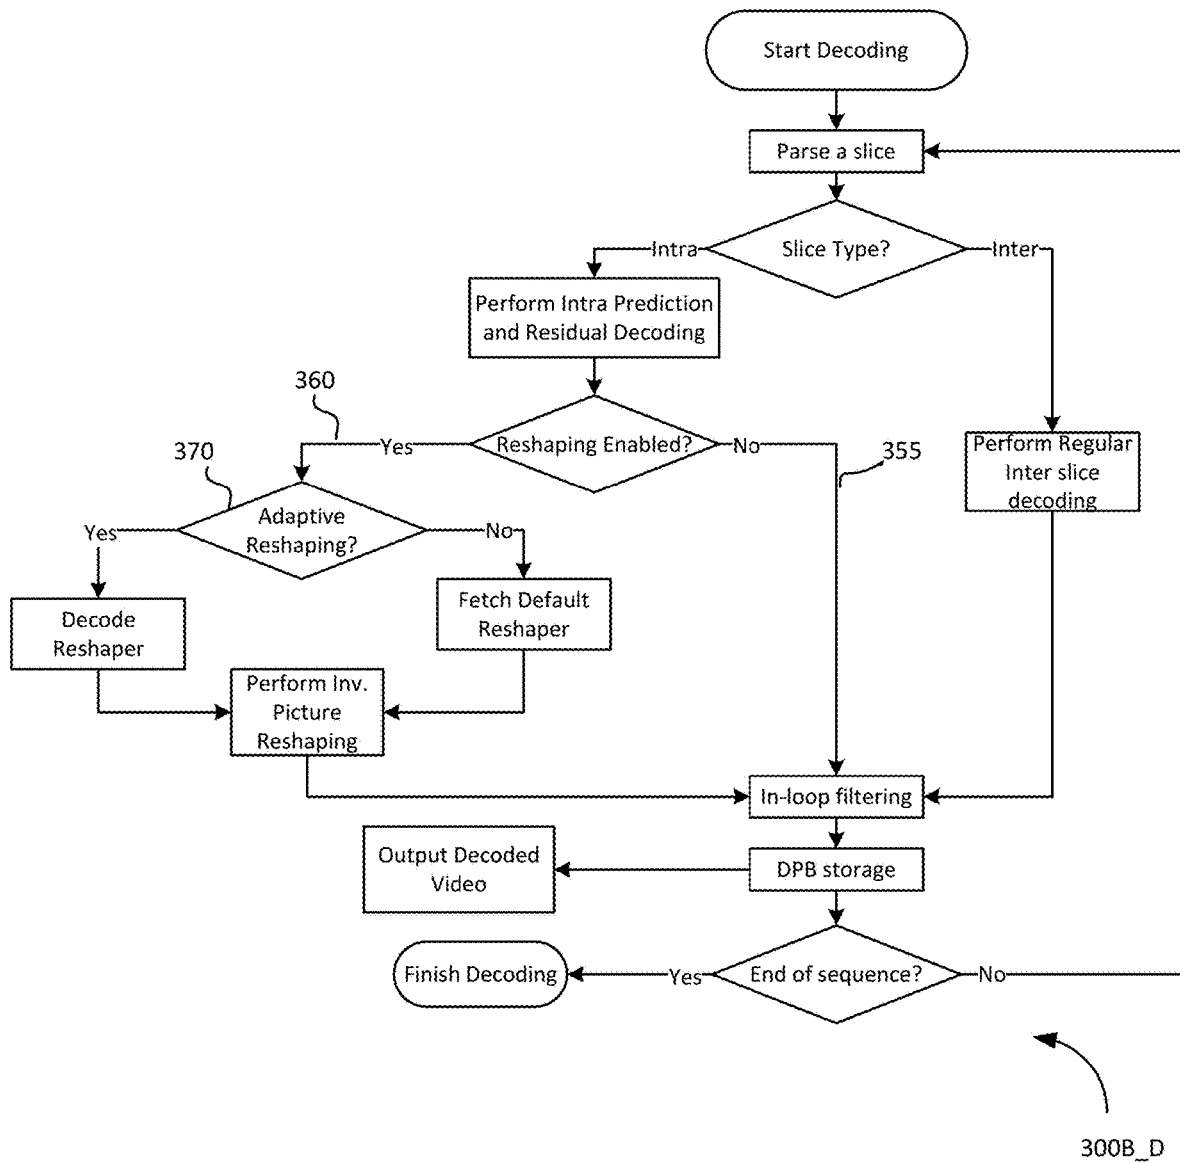 Start Decoding
Parse a slice
Slice Type?
Intra
Inter
Perform Intra Prediction
and Residual Decoding
360
Reshaping Enabled?
Yes
No
355
Perform Regular
Inter slice
decoding
370
Adaptive
Reshaping?
Yes
No
Decode
Reshaper
Fetch Default
Reshaper
Perform Inv.
Picture
Reshaping
In-loop filtering
Output Decoded
Video
DPB storage
Finish Decoding
Yes
End of sequence?
No
300B_D